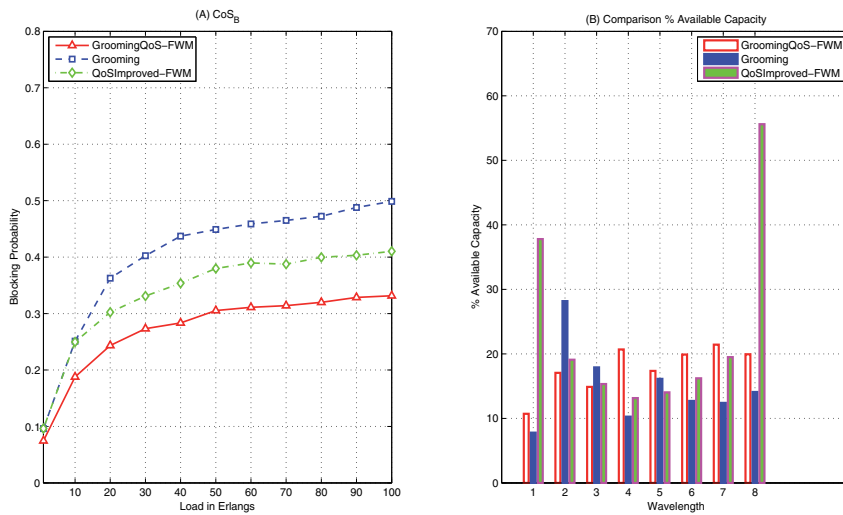 (A) CoS_B
0.8
0.7
0.6
0.5
0.4
0.3
0.2
0.1
0
Blocking Probability
10 20 30 40 50 60 70 80 90 100
Load in Erlangs
GroomingQoS-FWM
Grooming
QoSImproved-FWM
(B) Comparison % Available Capacity
70
60
50
40
30
20
10
0
% Available Capacity
1 2 3 4 5 6 7 8
Wavelength
GroomingQoS-FWM
Grooming
QoSImproved-FWM